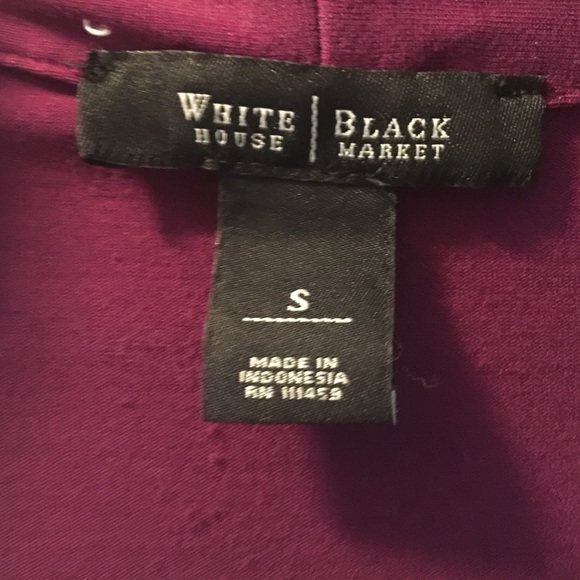 WHITE | BLACK
HOUSE | MARKET
S
MADE IN
INDONESIA
RN 111459